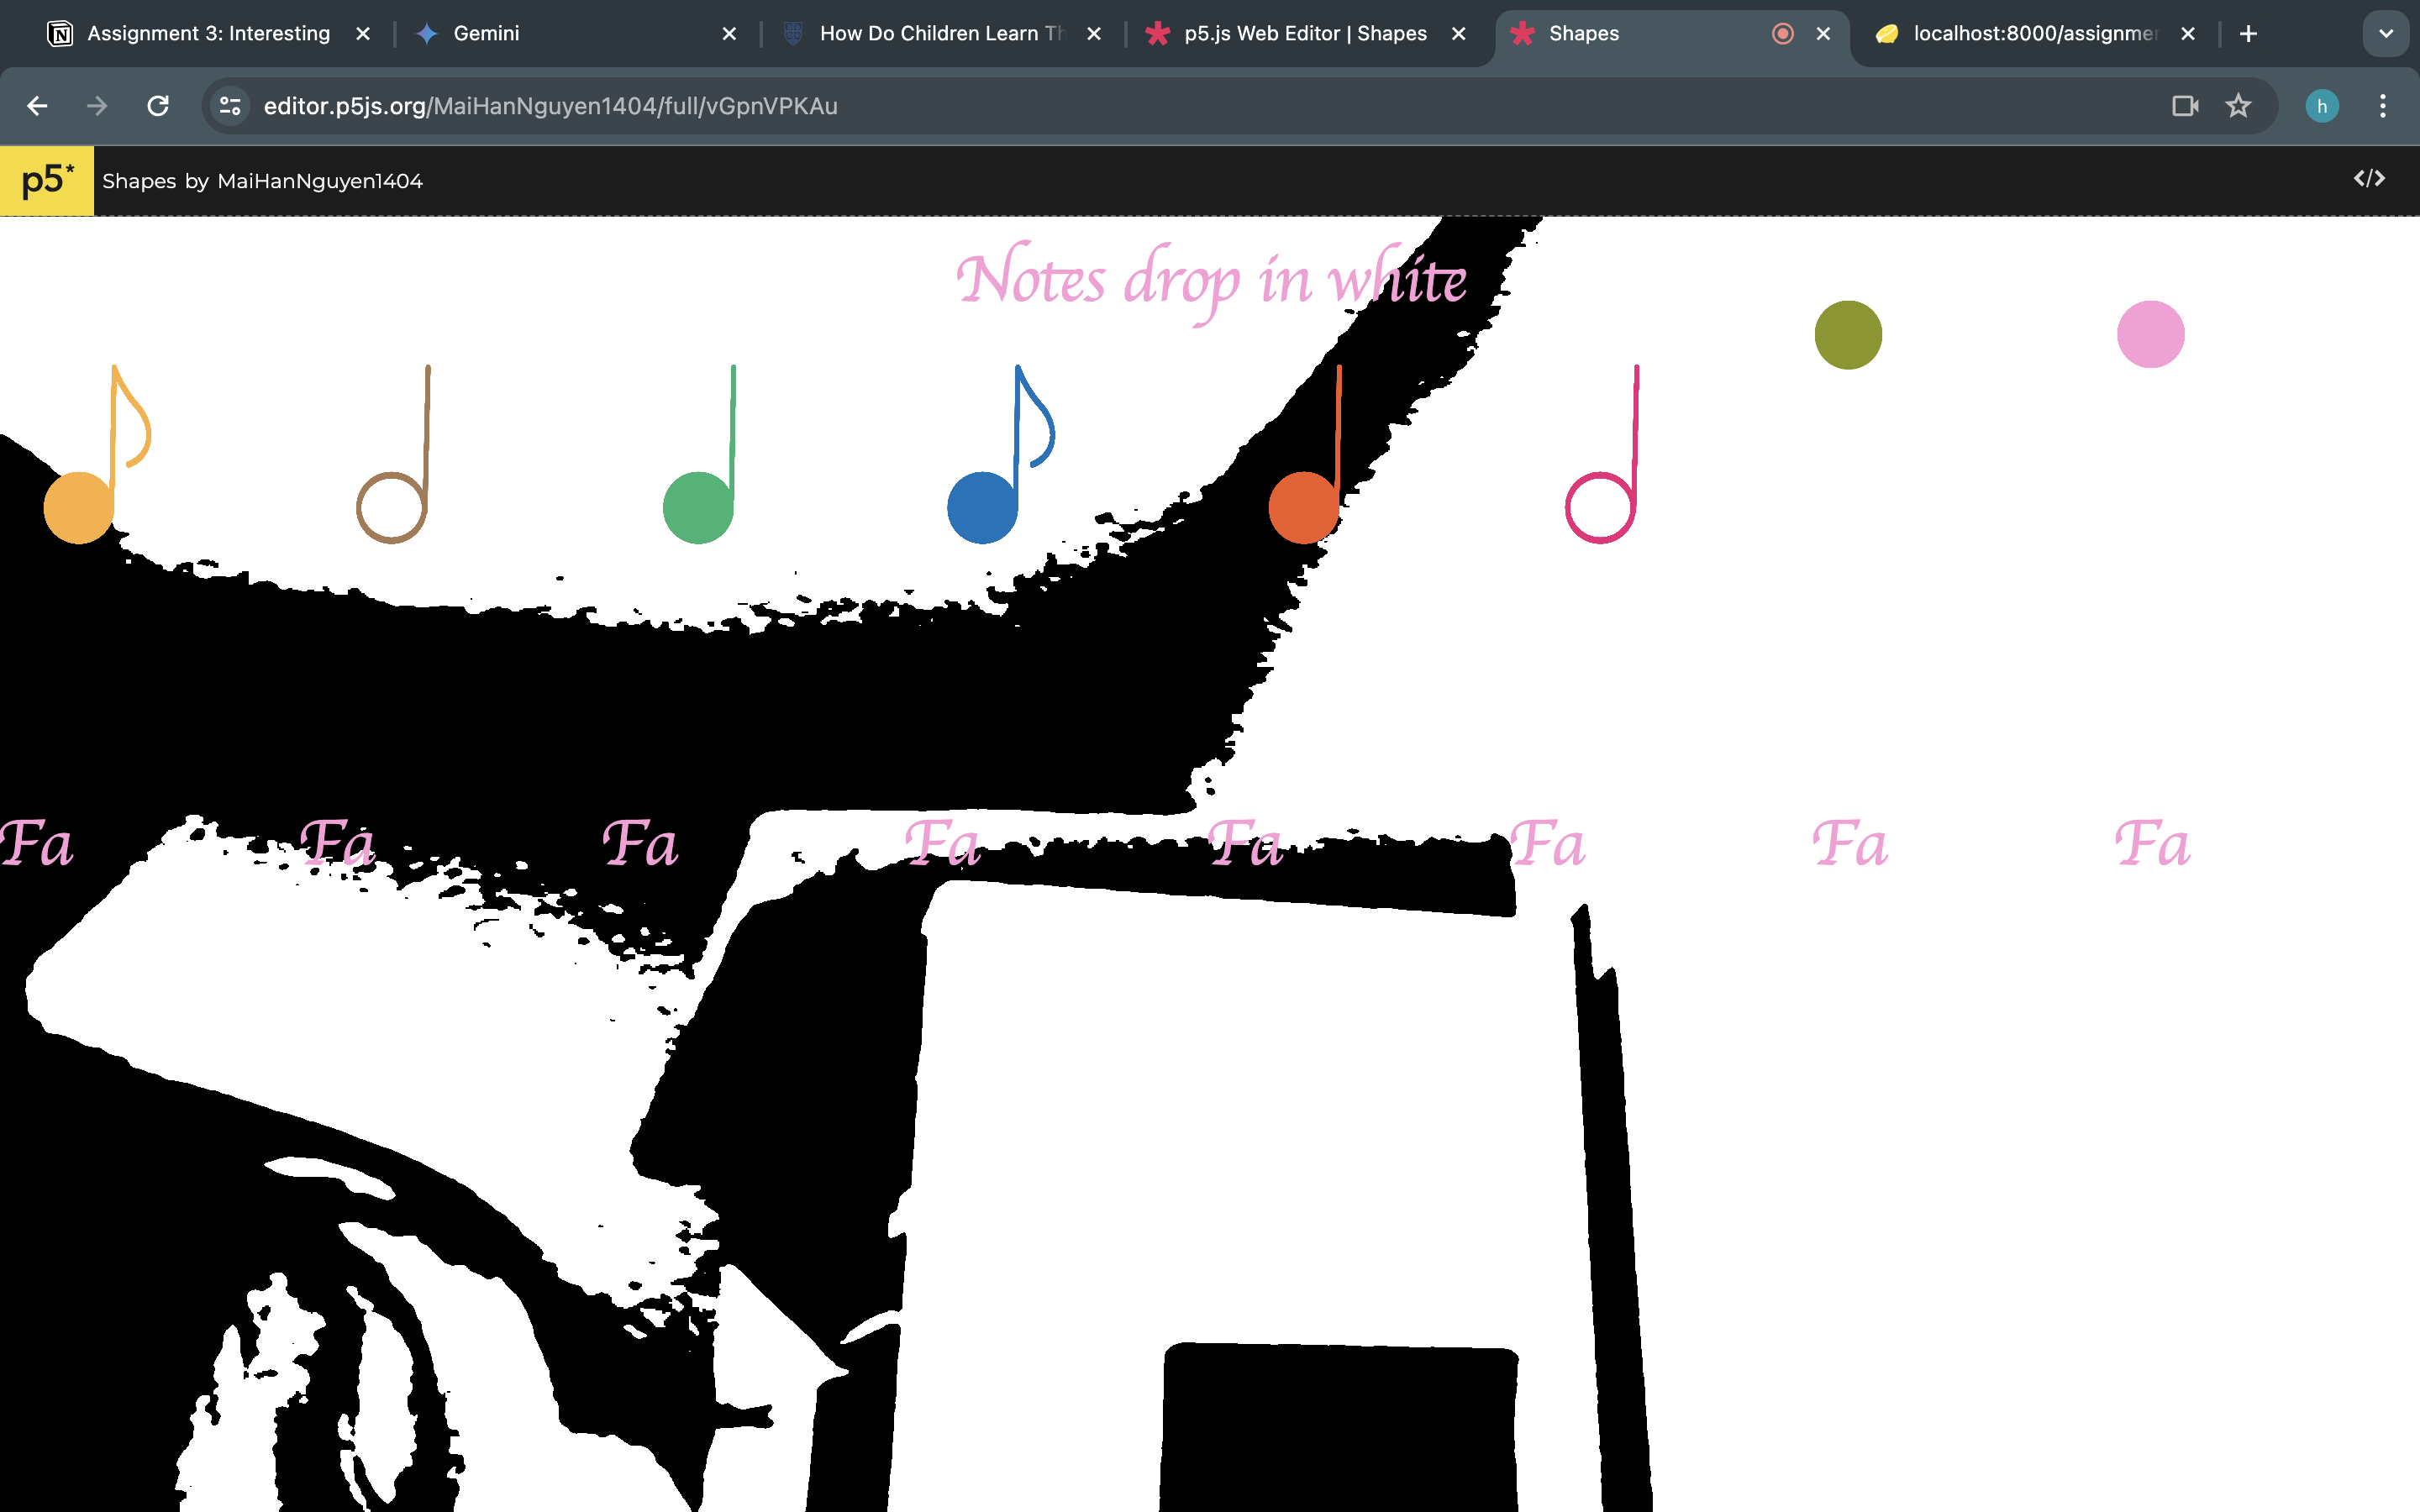 Assignment 3: Interesting
Gemini
How Do Children Learn Th
p5.js Web Editor | Shapes
Shapes
localhost:8000/assignme
editor.p5js.org/MaiHanNguyen1404/full/vGpnVPKAu
h
p5* Shapes by MaiHanNguyen1404 </>
Notes drop in white
Fa Fa Fa Fa Fa Fa Fa Fa